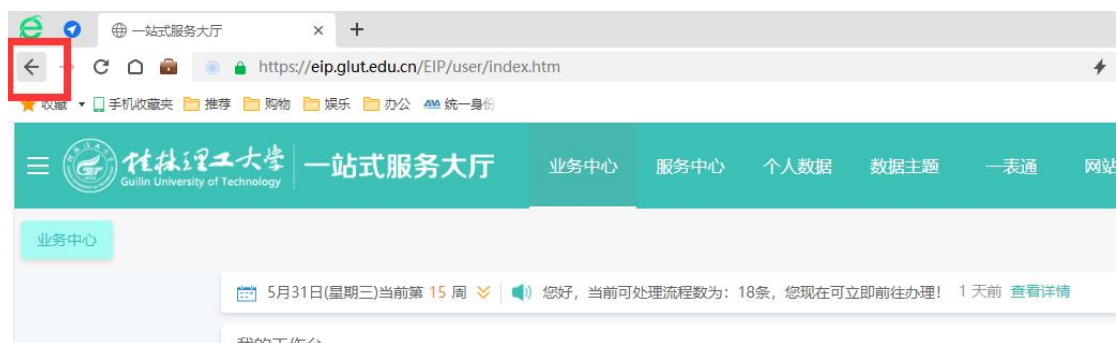 一站式服务大厅
https://eip.glut.edu.cn/EIP/user/index.htm
收藏 手机收藏夹 推荐 购物 娱乐 办公 统一身份
桂林理工大学 一站式服务大厅 业务中心 服务中心 个人数据 数据主题 一表通 网站
Guilin University of Technology
业务中心
5月31日(星期三)当前第 15 周 您好，当前可处理流程数为：18条，您现在可立即前往办理！ 1 天前 查看详情
我的工作台